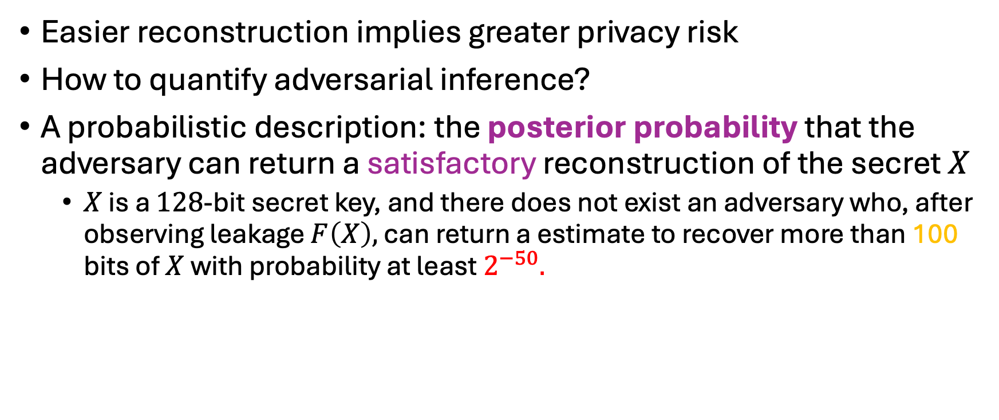 • Easier reconstruction implies greater privacy risk
• How to quantify adversarial inference?
• A probabilistic description: the posterior probability that the
adversary can return a satisfactory reconstruction of the secret X
• X is a 128-bit secret key, and there does not exist an adversary who, after
observing leakage F(X), can return a estimate to recover more than 100
bits of X with probability at least 2⁻⁵⁰.